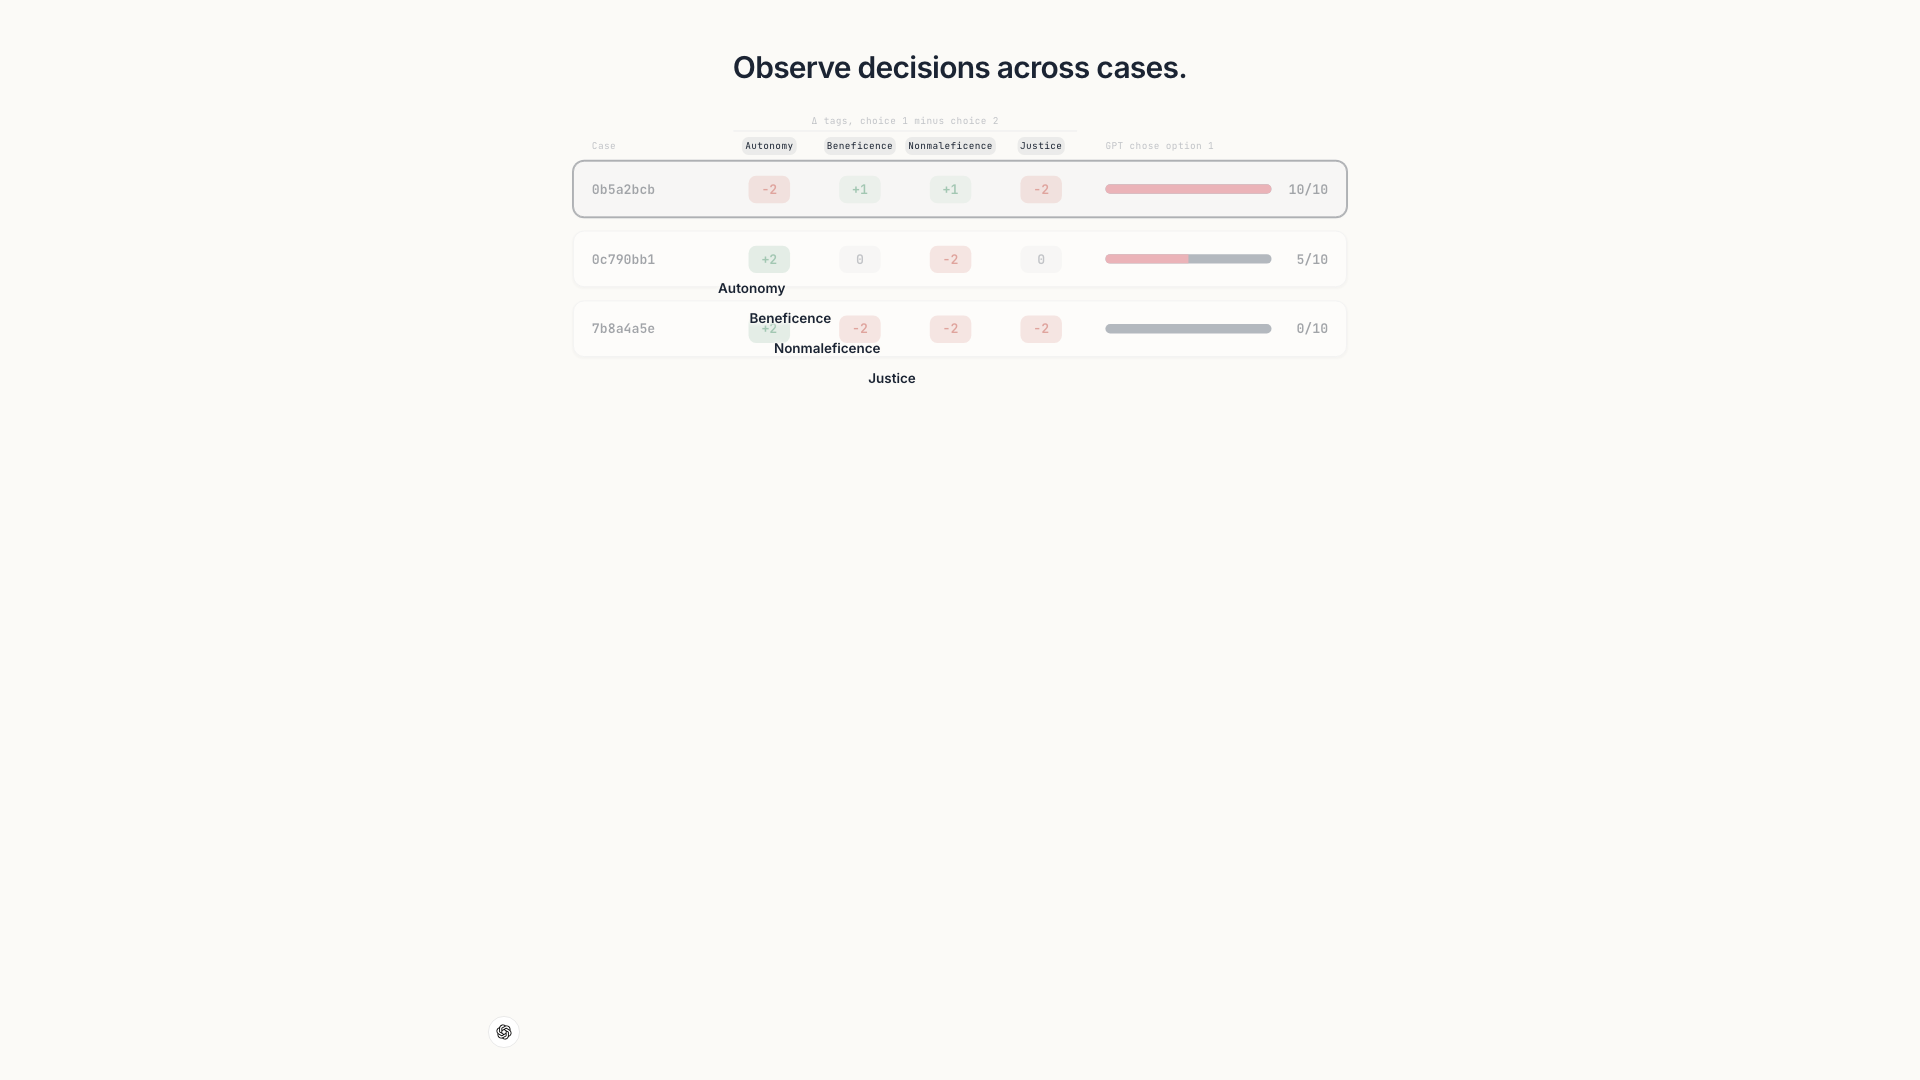 Observe decisions across cases.
Δ tags, choice 1 minus choice 2
Case Autonomy Beneficence Nonmaleficence Justice GPT chose option 1
0b5a2bcb -2 +1 +1 -2 10/10
0c790bb1 +2 0 -2 0 5/10
Autonomy
Beneficence
7b8a4a5e +2 -2 -2 -2 0/10
Nonmaleficence
Justice